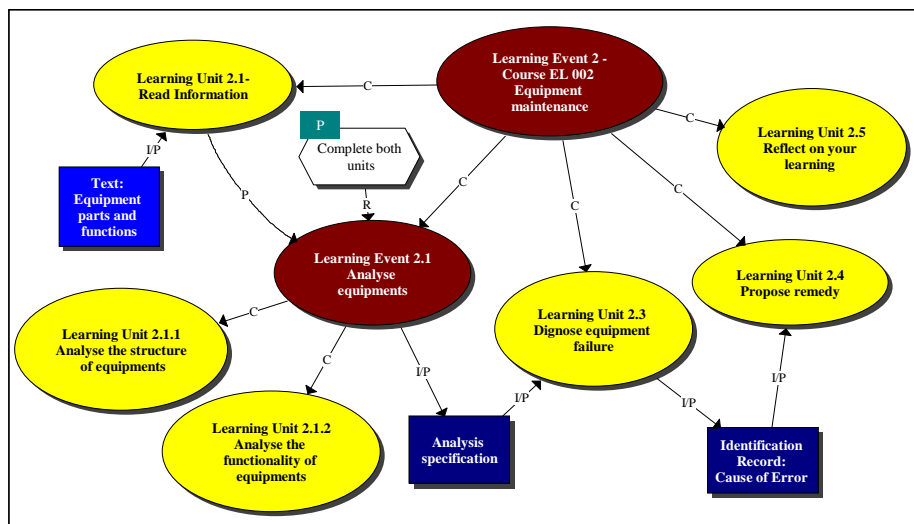 Learning Event 2 -
Course EL 002
Equipment
maintenance
Learning Unit 2.1-
Read Information
C
C
Learning Unit 2.5
Reflect on your
learning
P
Complete both
units
I/P
Text:
Equipment
parts and
functions
P
R
C
C
C
Learning Event 2.1
Analyse
equipments
Learning Unit 2.4
Propose remedy
C
Learning Unit 2.1.1
Analyse the structure
of equipments
Learning Unit 2.3
Dignose equipment
failure
C
I/P
I/P
I/P
I/P
Learning Unit 2.1.2
Analyse the
functionality of
equipments
Analysis
specification
Identification
Record:
Cause of Error